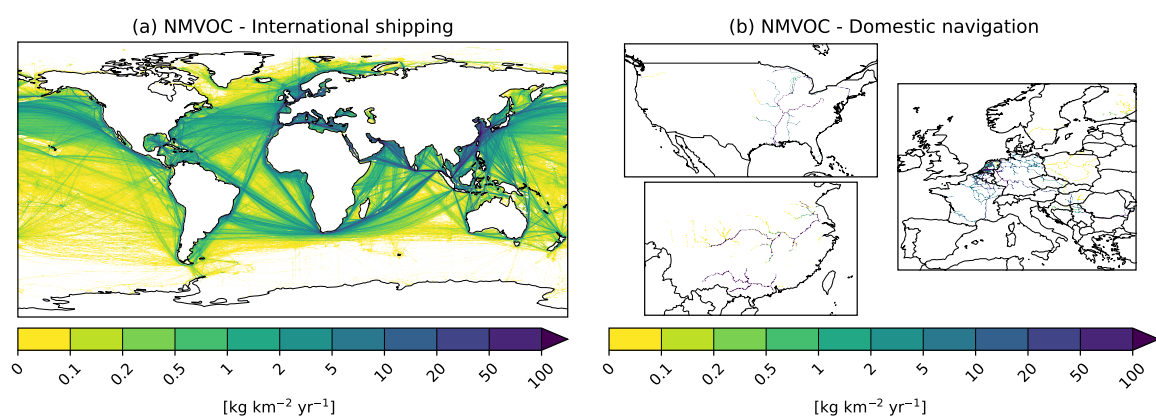 (a) NMVOC - International shipping
(b) NMVOC - Domestic navigation
0 0.1 0.2 0.5 1 2 5 10 20 50 100
[kg km⁻² yr⁻¹]
0 0.1 0.2 0.5 1 2 5 10 20 50 100
[kg km⁻² yr⁻¹]